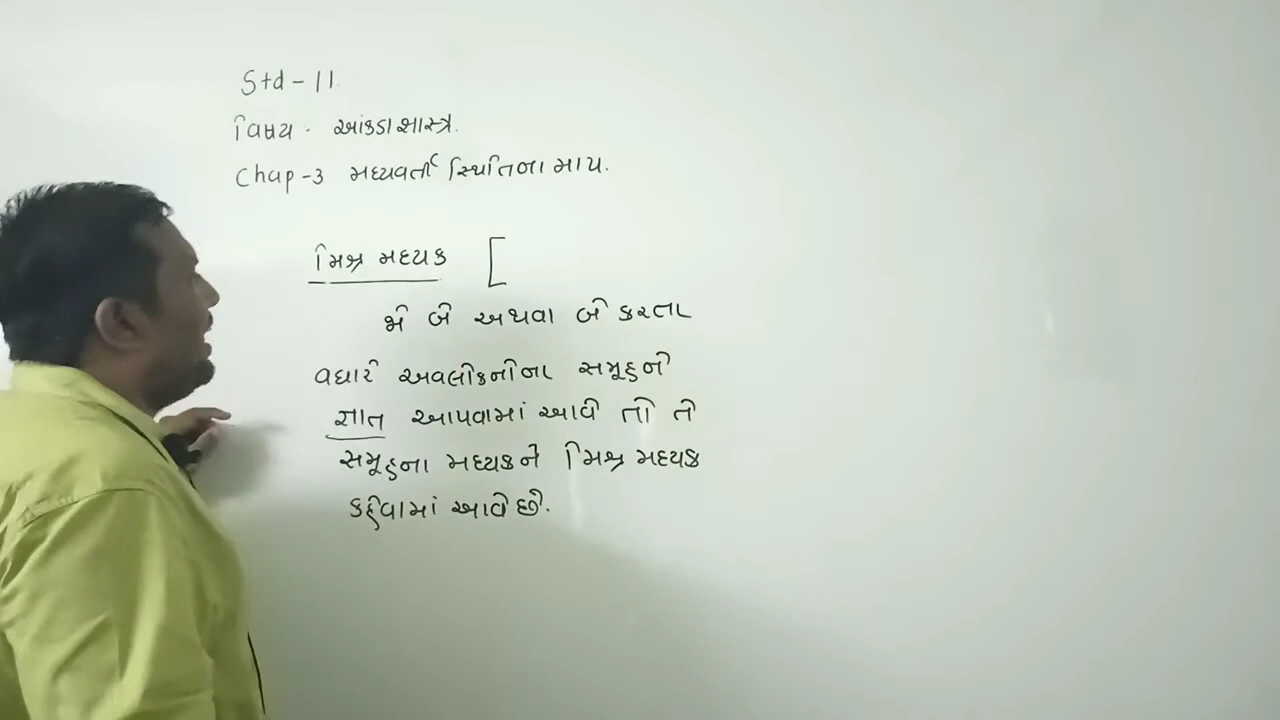 Std - 11.
વિષય - આંકડાશાસ્ત્ર.
Chap - 3 મધ્યવર્તી સ્થિતિના માપ.
મિશ્ર મધ્યક [
જો બે અથવા બે કરતા
વધારે અવલોકનોના સમૂહની
જ્ઞાત આપવામાં આવે તો તે
સમૂહના મધ્યકને મિશ્ર મધ્યક
કહેવામાં આવે છે.